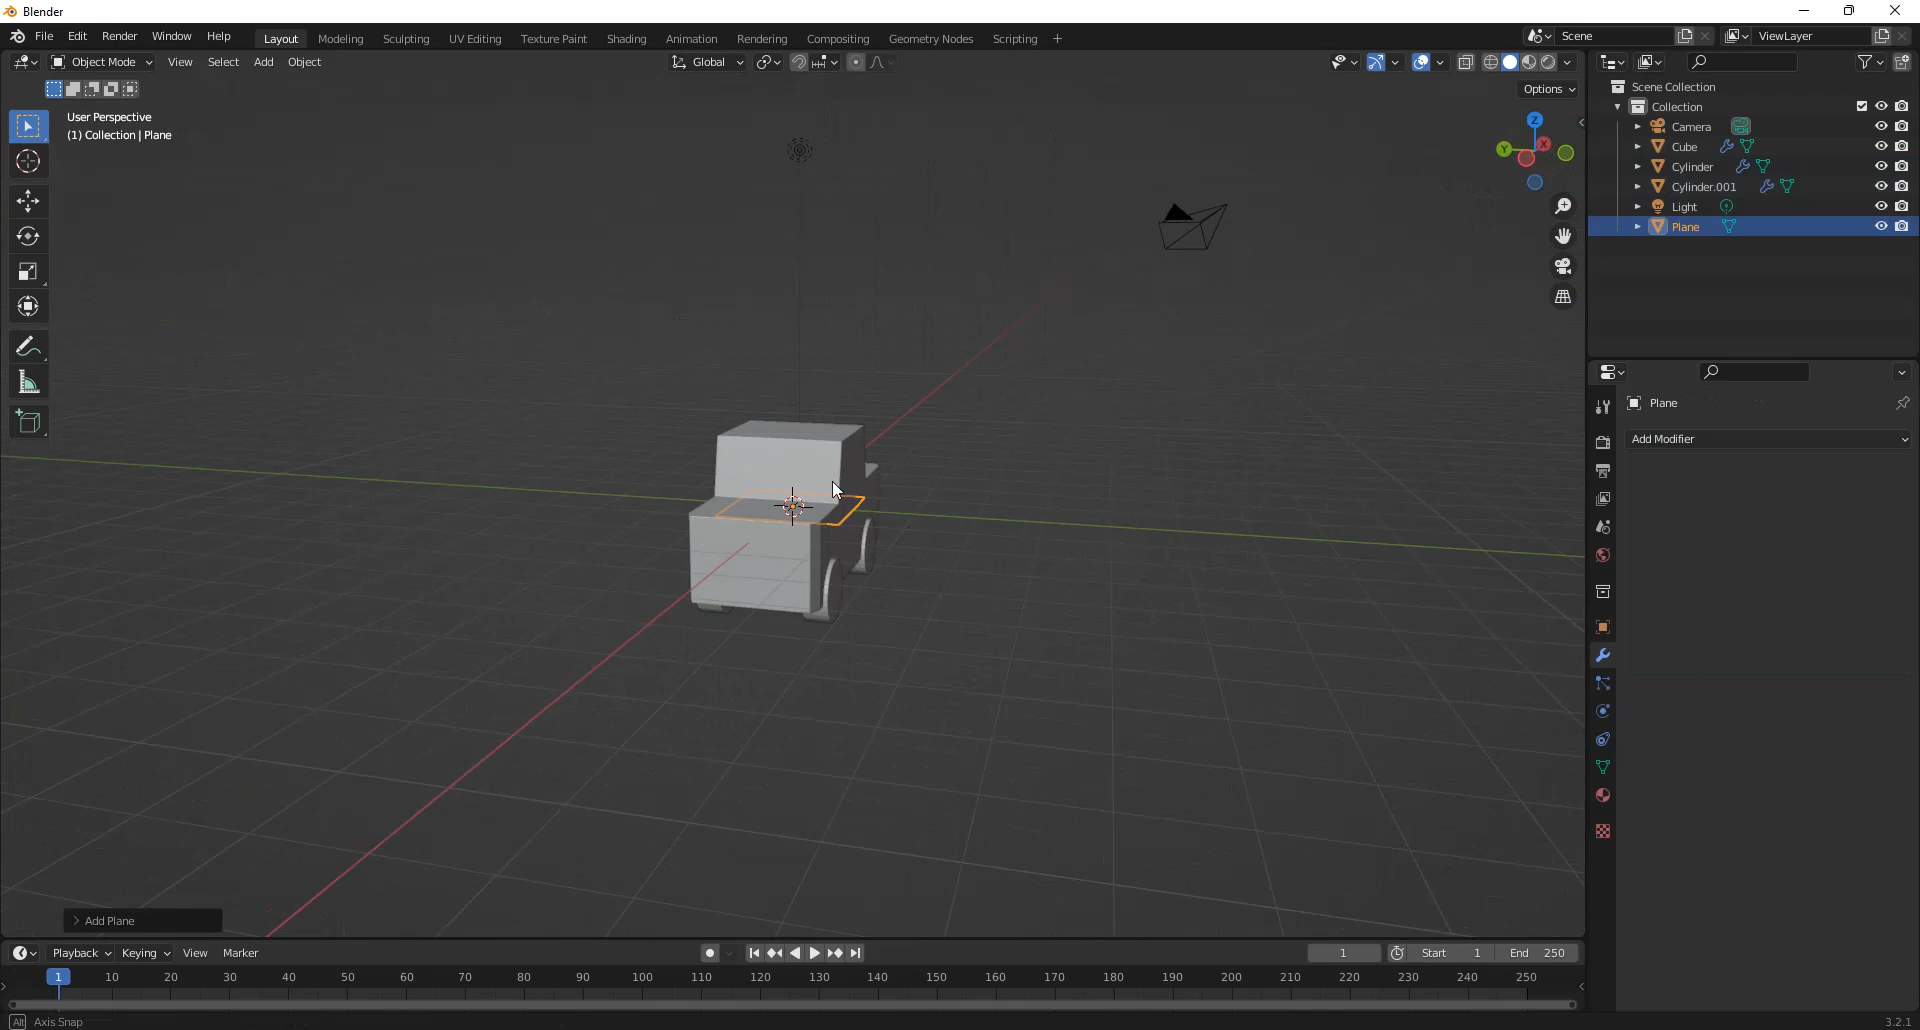 Blender
File Edit Render Window Help Layout Modeling Sculpting UV Editing Texture Paint Shading Animation Rendering Compositing Geometry Nodes Scripting + Scene ViewLayer
Object Mode View Select Add Object Global
Options
User Perspective
(1) Collection | Plane
Z
Y
X
Scene Collection
Collection
Camera
Cube
Cylinder
Cylinder.001
Light
Plane
Plane
Add Modifier
> Add Plane
Playback Keying View Marker 1 Start 1 End 250
1 10 20 30 40 50 60 70 80 90 100 110 120 130 140 150 160 170 180 190 200 210 220 230 240 250
Alt Axis Snap 3.2.1